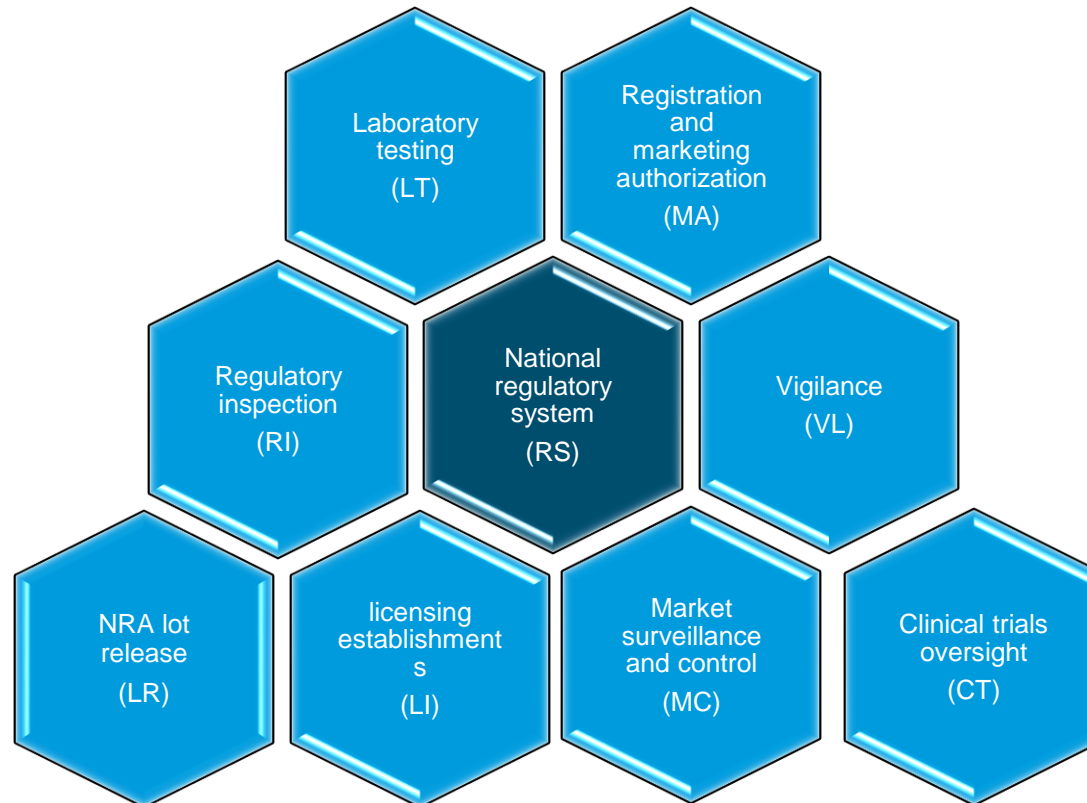 Laboratory
testing
(LT)
Registration
and
marketing
authorization
(MA)
Regulatory
inspection
(RI)
National
regulatory
system
(RS)
Vigilance
(VL)
NRA lot
release
(LR)
licensing
establishment
s
(LI)
Market
surveillance
and control
(MC)
Clinical trials
oversight
(CT)